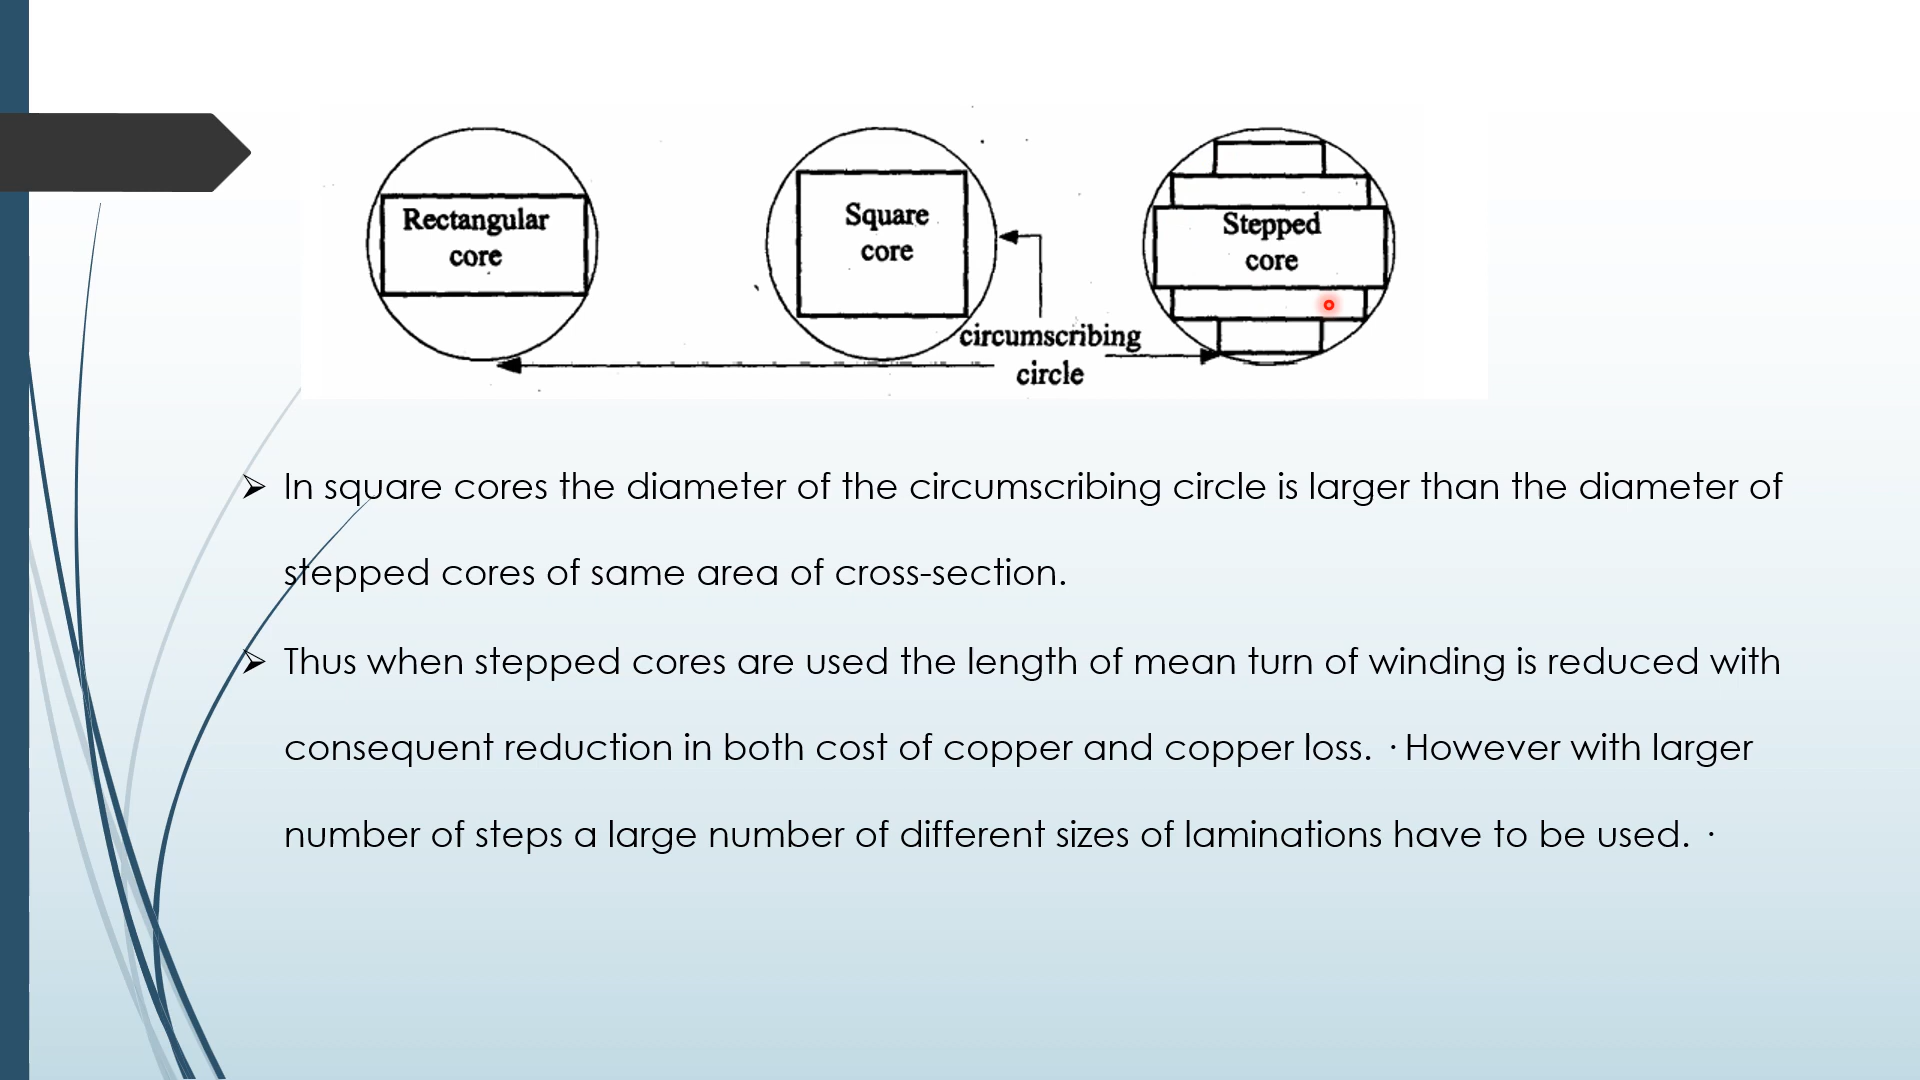 Rectangular
core
Square
core
Stepped
core
circumscribing
circle
➢ In square cores the diameter of the circumscribing circle is larger than the diameter of
stepped cores of same area of cross-section.
➢ Thus when stepped cores are used the length of mean turn of winding is reduced with
consequent reduction in both cost of copper and copper loss. · However with larger
number of steps a large number of different sizes of laminations have to be used. ·